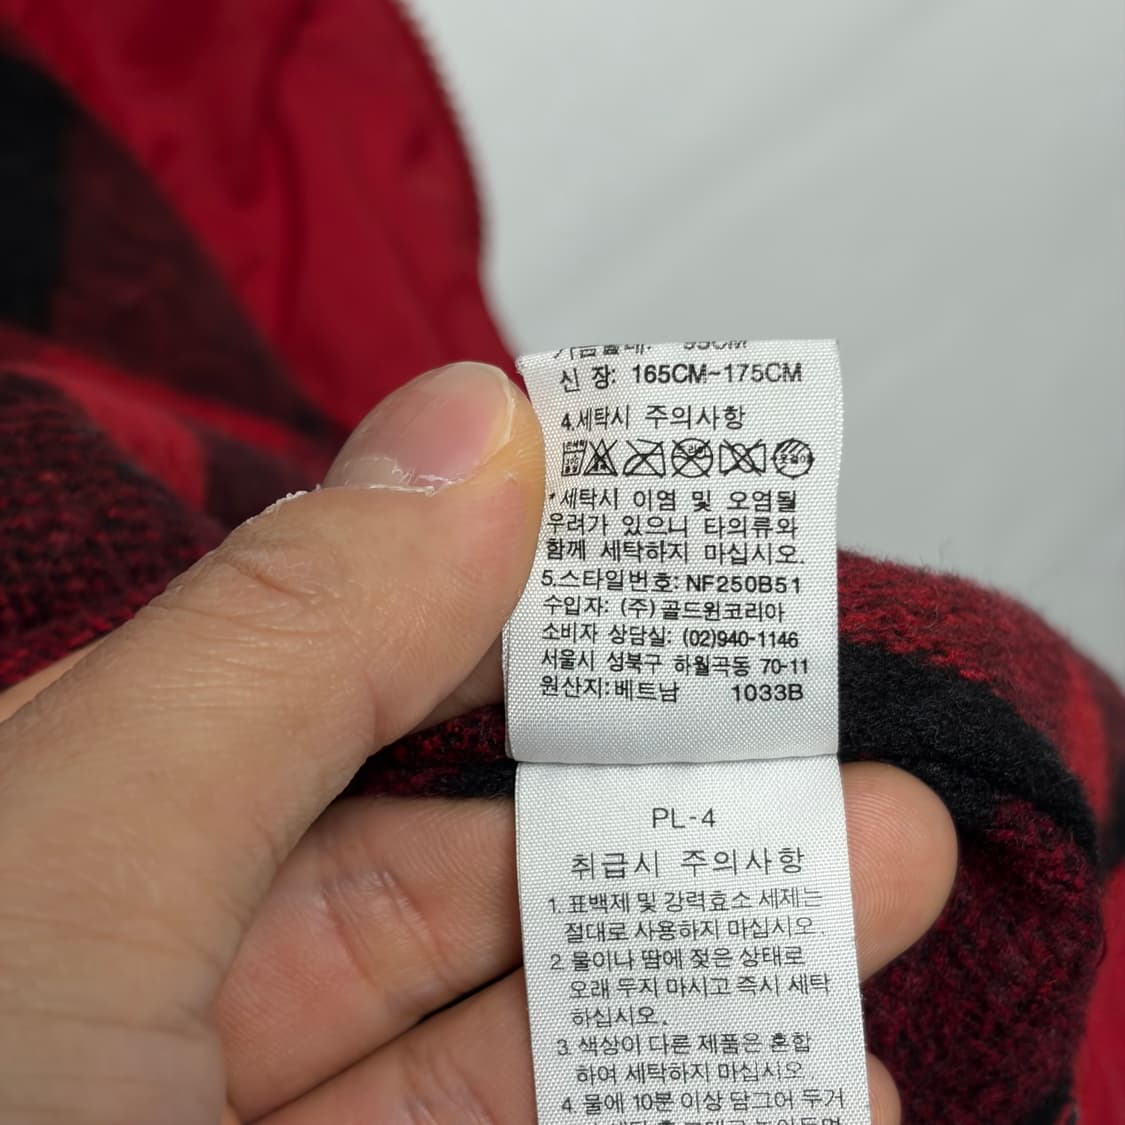 가슴둘레: 95CM
신 장: 165CM~175CM
4.세탁시 주의사항
*세탁시 이염 및 오염될
우려가 있으니 타의류와
함께 세탁하지 마십시오.
5.스타일번호: NF250B51
수입자: (주)골드윈코리아
소비자 상담실: (02)940-1146
서울시 성북구 하월곡동 70-11
원산지:베트남 1033B
PL-4
취급시 주의사항
1. 표백제 및 강력효소 세제는
절대로 사용하지 마십시오.
2. 물이나 땀에 젖은 상태로
오래 두지 마시고 즉시 세탁
하십시오.
3. 색상이 다른 제품은 혼합
하여 세탁하지 마십시오
4. 물에 10분 이상 담그어 두거